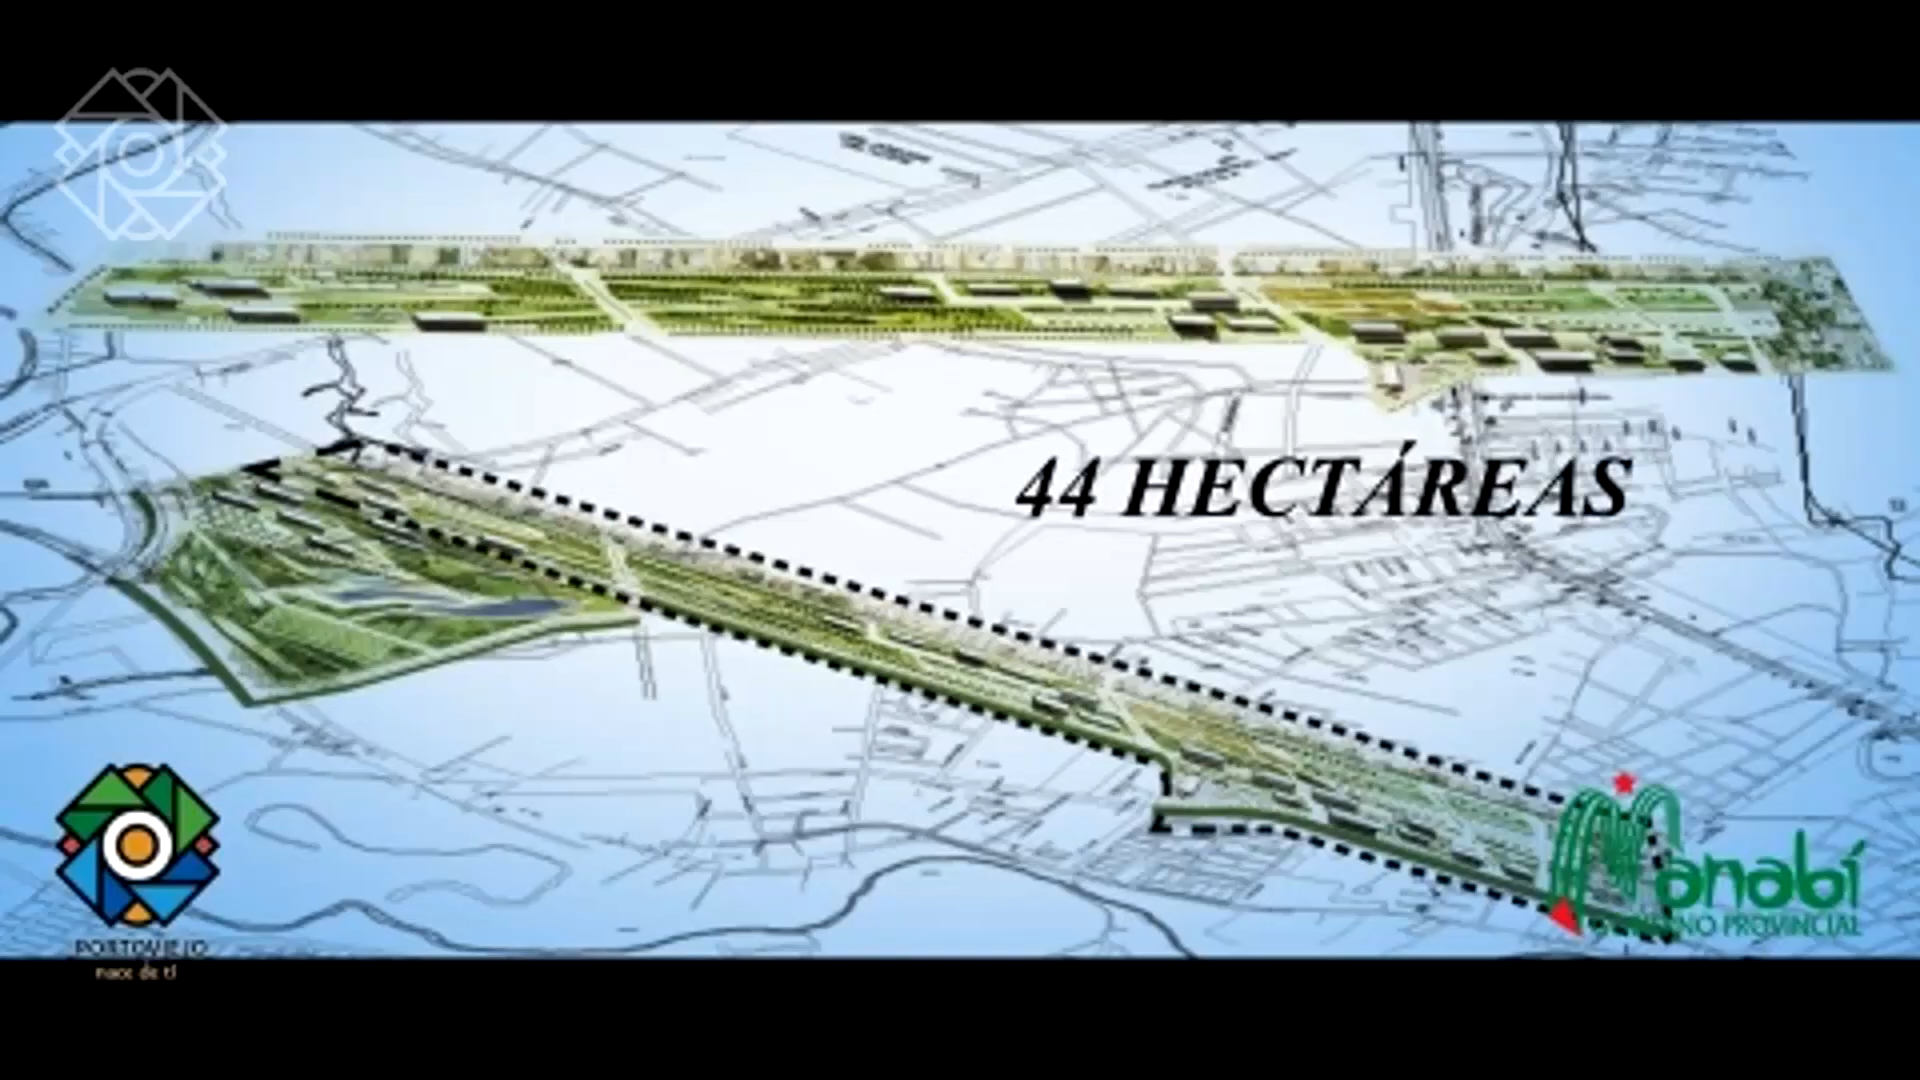 44 HECTÁREAS
PORTOVIEJO
nace de ti
Manabí
GOBIERNO PROVINCIAL